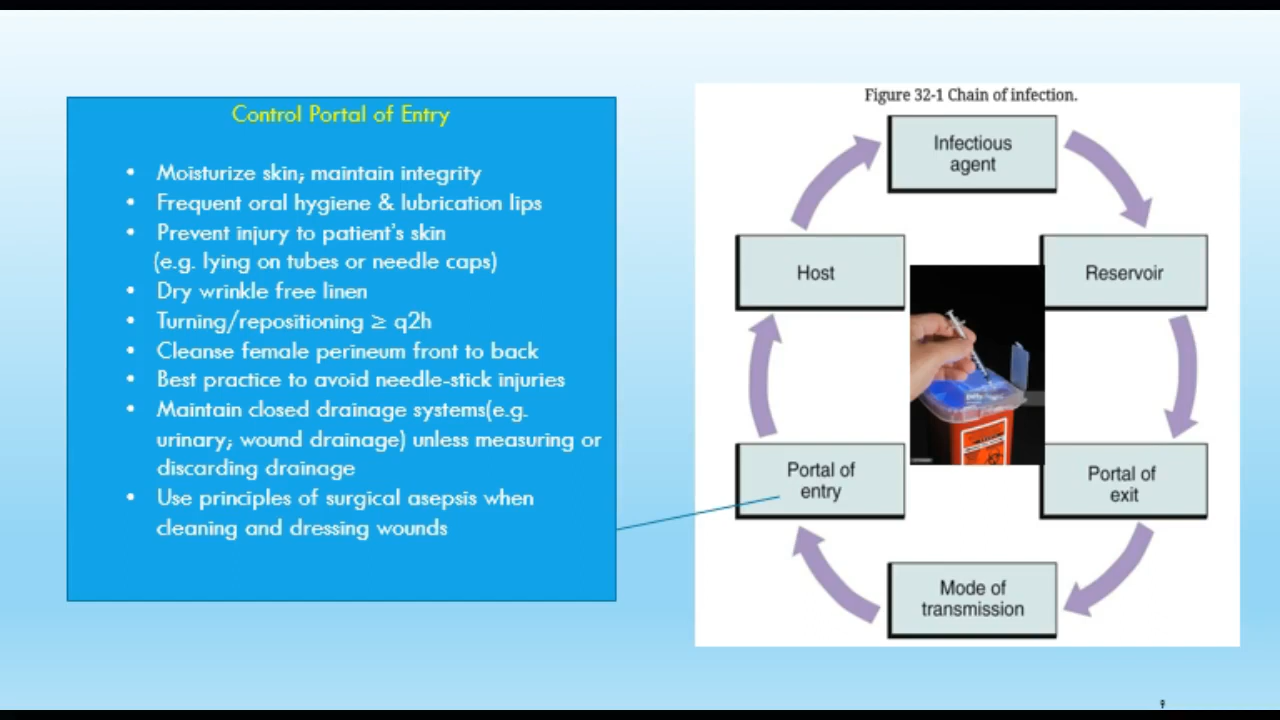 Control Portal of Entry
• Moisturize skin; maintain integrity
• Frequent oral hygiene & lubrication lips
• Prevent injury to patient's skin
(e.g. lying on tubes or needle caps)
• Dry wrinkle free linen
• Turning/repositioning ≥ q2h
• Cleanse female perineum front to back
• Best practice to avoid needle-stick injuries
• Maintain closed drainage systems(e.g.
urinary; wound drainage) unless measuring or
discarding drainage
• Use principles of surgical asepsis when
cleaning and dressing wounds
Figure 32-1 Chain of infection.
Infectious
agent
Reservoir
Portal of
exit
Mode of
transmission
Portal of
entry
Host
9